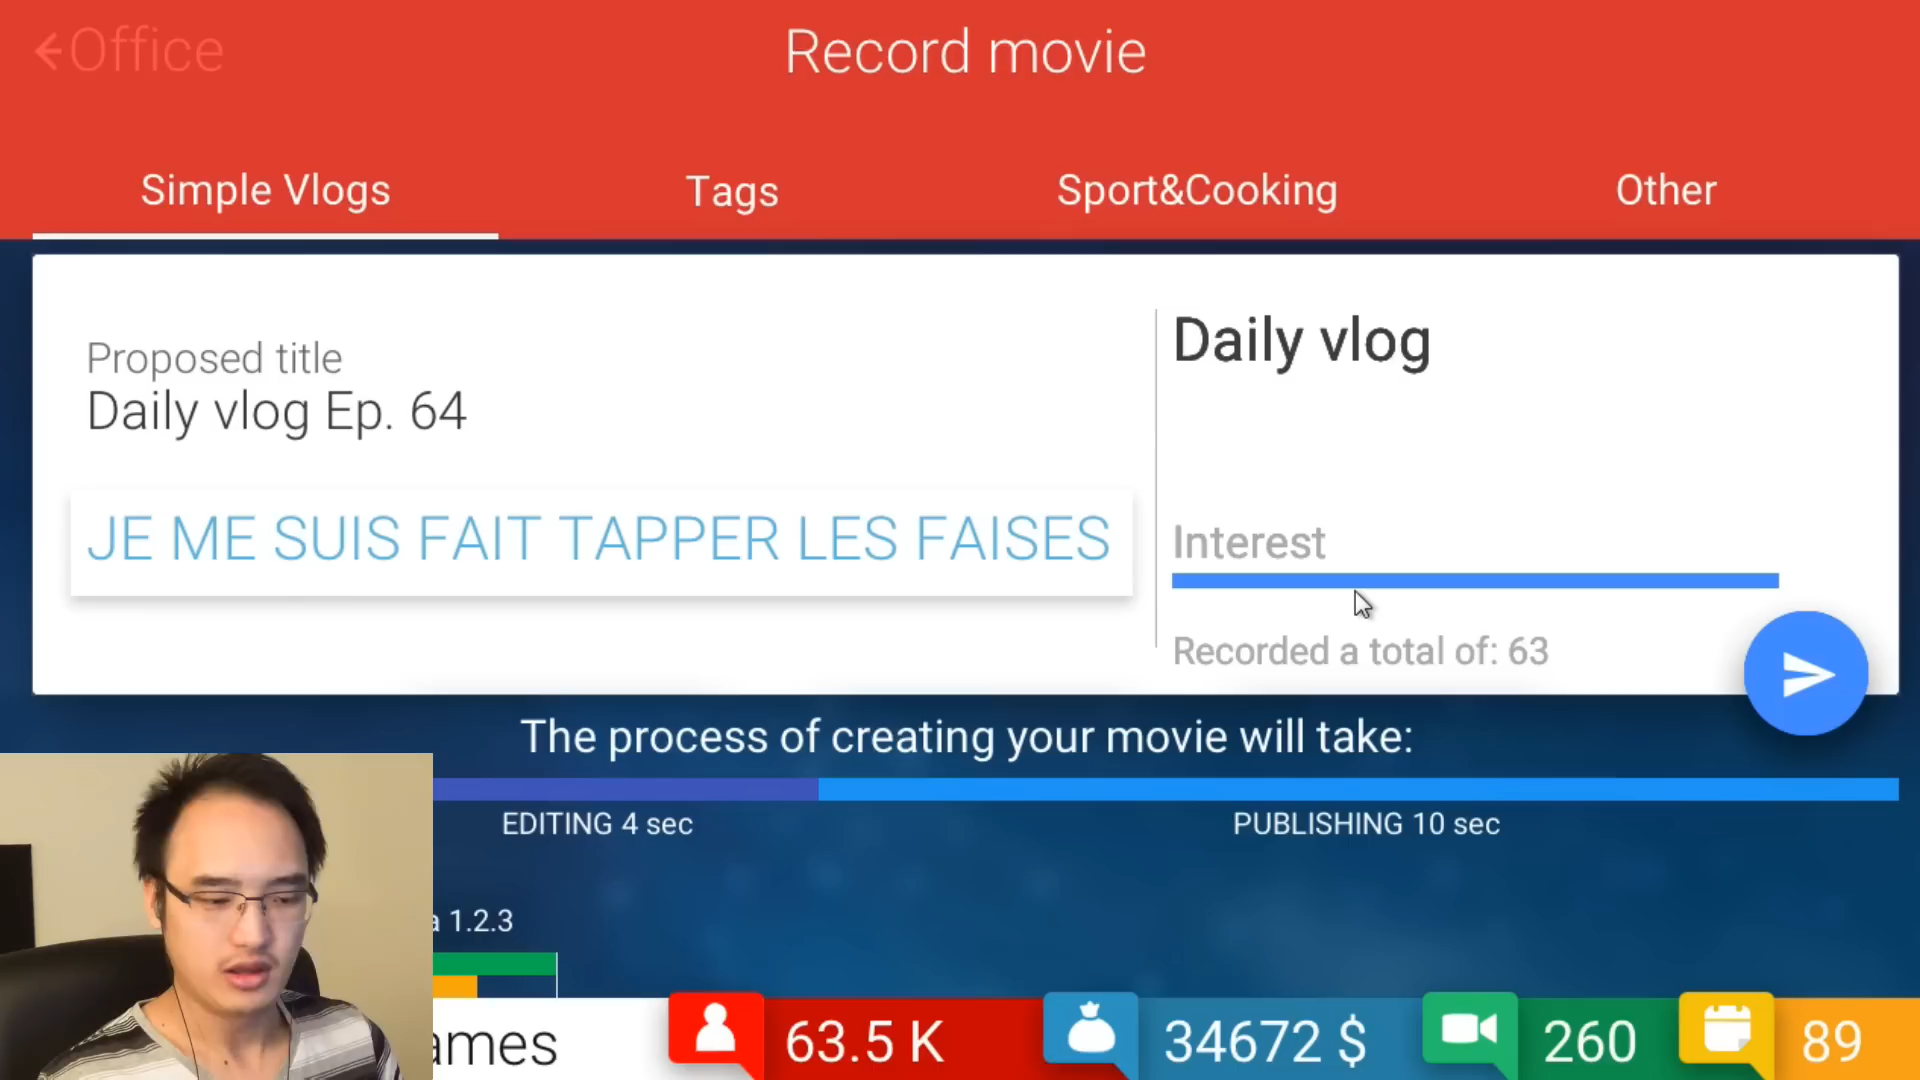 Office
Record movie
Simple Vlogs
Tags
Sport&Cooking
Other
Proposed title
Daily vlog Ep. 64
JE ME SUIS FAIT TAPPER LES FAISES
Daily vlog
Interest
Recorded a total of: 63
The process of creating your movie will take:
EDITING 4 sec
PUBLISHING 10 sec
1.2.3
63.5 K
34672 $
260
89